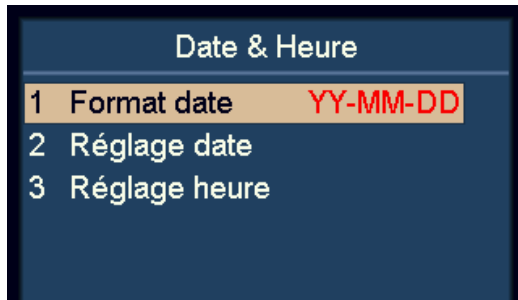 Date & Heure
1 Format date YY-MM-DD
2 Réglage date
3 Réglage heure